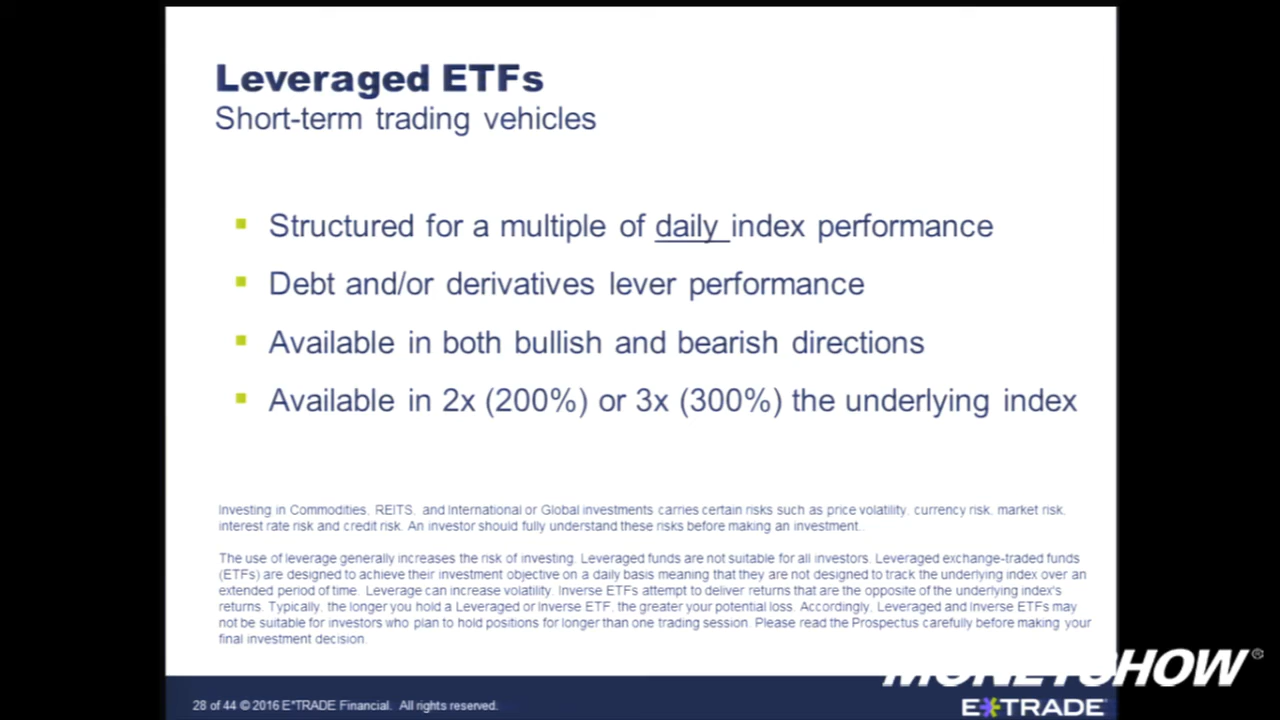 Leveraged ETFs
Short-term trading vehicles
Structured for a multiple of daily index performance
Debt and/or derivatives lever performance
Available in both bullish and bearish directions
Available in 2x (200%) or 3x (300%) the underlying index
Investing in Commodities, REITS, and International or Global investments carries certain risks such as price volatility, currency risk, market risk,
interest rate risk and credit risk. An investor should fully understand these risks before making an investment.
The use of leverage generally increases the risk of investing. Leveraged funds are not suitable for all investors. Leveraged exchange-traded funds
(ETFs) are designed to achieve their investment objective on a daily basis meaning that they are not designed to track the underlying index over an
extended period of time. Leverage can increase volatility. Inverse ETFs attempt to deliver returns that are the opposite of the underlying index's
returns. Typically, the longer you hold a Leveraged or Inverse ETF, the greater your potential loss. Accordingly, Leveraged and Inverse ETFs may
not be suitable for investors who plan to hold positions for longer than one trading session. Please read the Prospectus carefully before making your
final investment decision.
MONEYSHOW®
28 of 44 © 2016 E*TRADE Financial. All rights reserved.
E*TRADE